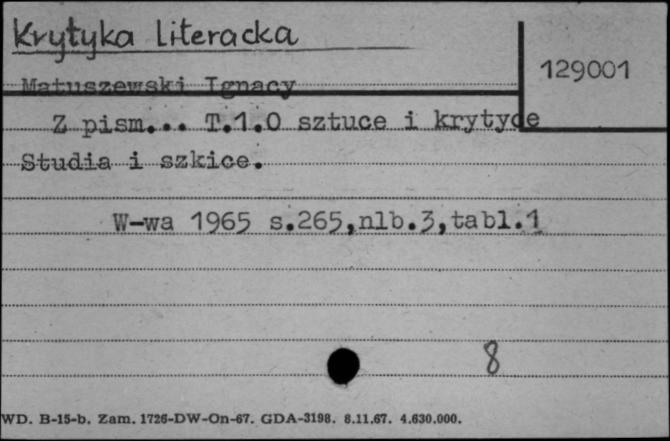 Krytyka literacka
129001
Matuszewski Ignacy
Z pism... T.1.O sztuce i krytyce
Studia i szkice.
W-wa 1965 s.265,nlb.3,tabl.1
8
WD. B-15-b. Zam. 1726-DW-On-67. GDA-3198. 8.11.67. 4.630.000.